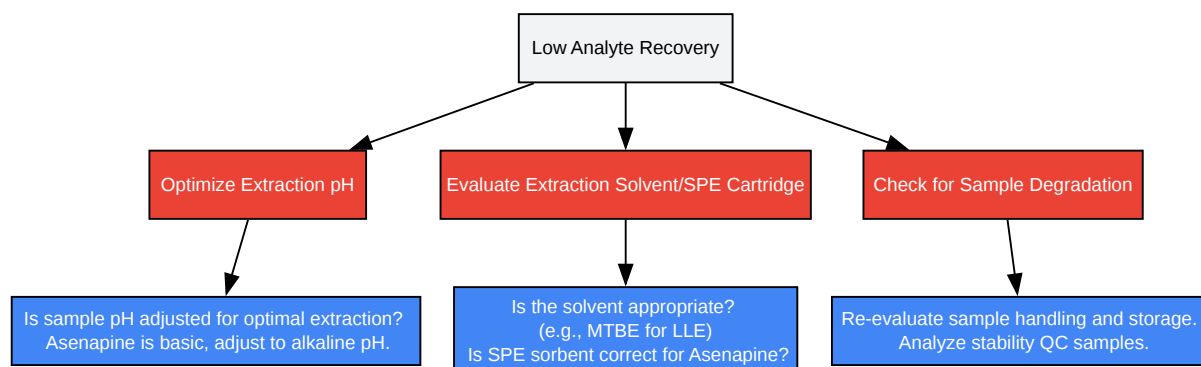 Low Analyte Recovery
Optimize Extraction pH
Evaluate Extraction Solvent/SPE Cartridge
Check for Sample Degradation
Is sample pH adjusted for optimal extraction?
Asenapine is basic, adjust to alkaline pH.
Is the solvent appropriate?
(e.g., MTBE for LLE)
Is SPE sorbent correct for Asenapine?
Re-evaluate sample handling and storage.
Analyze stability QC samples.